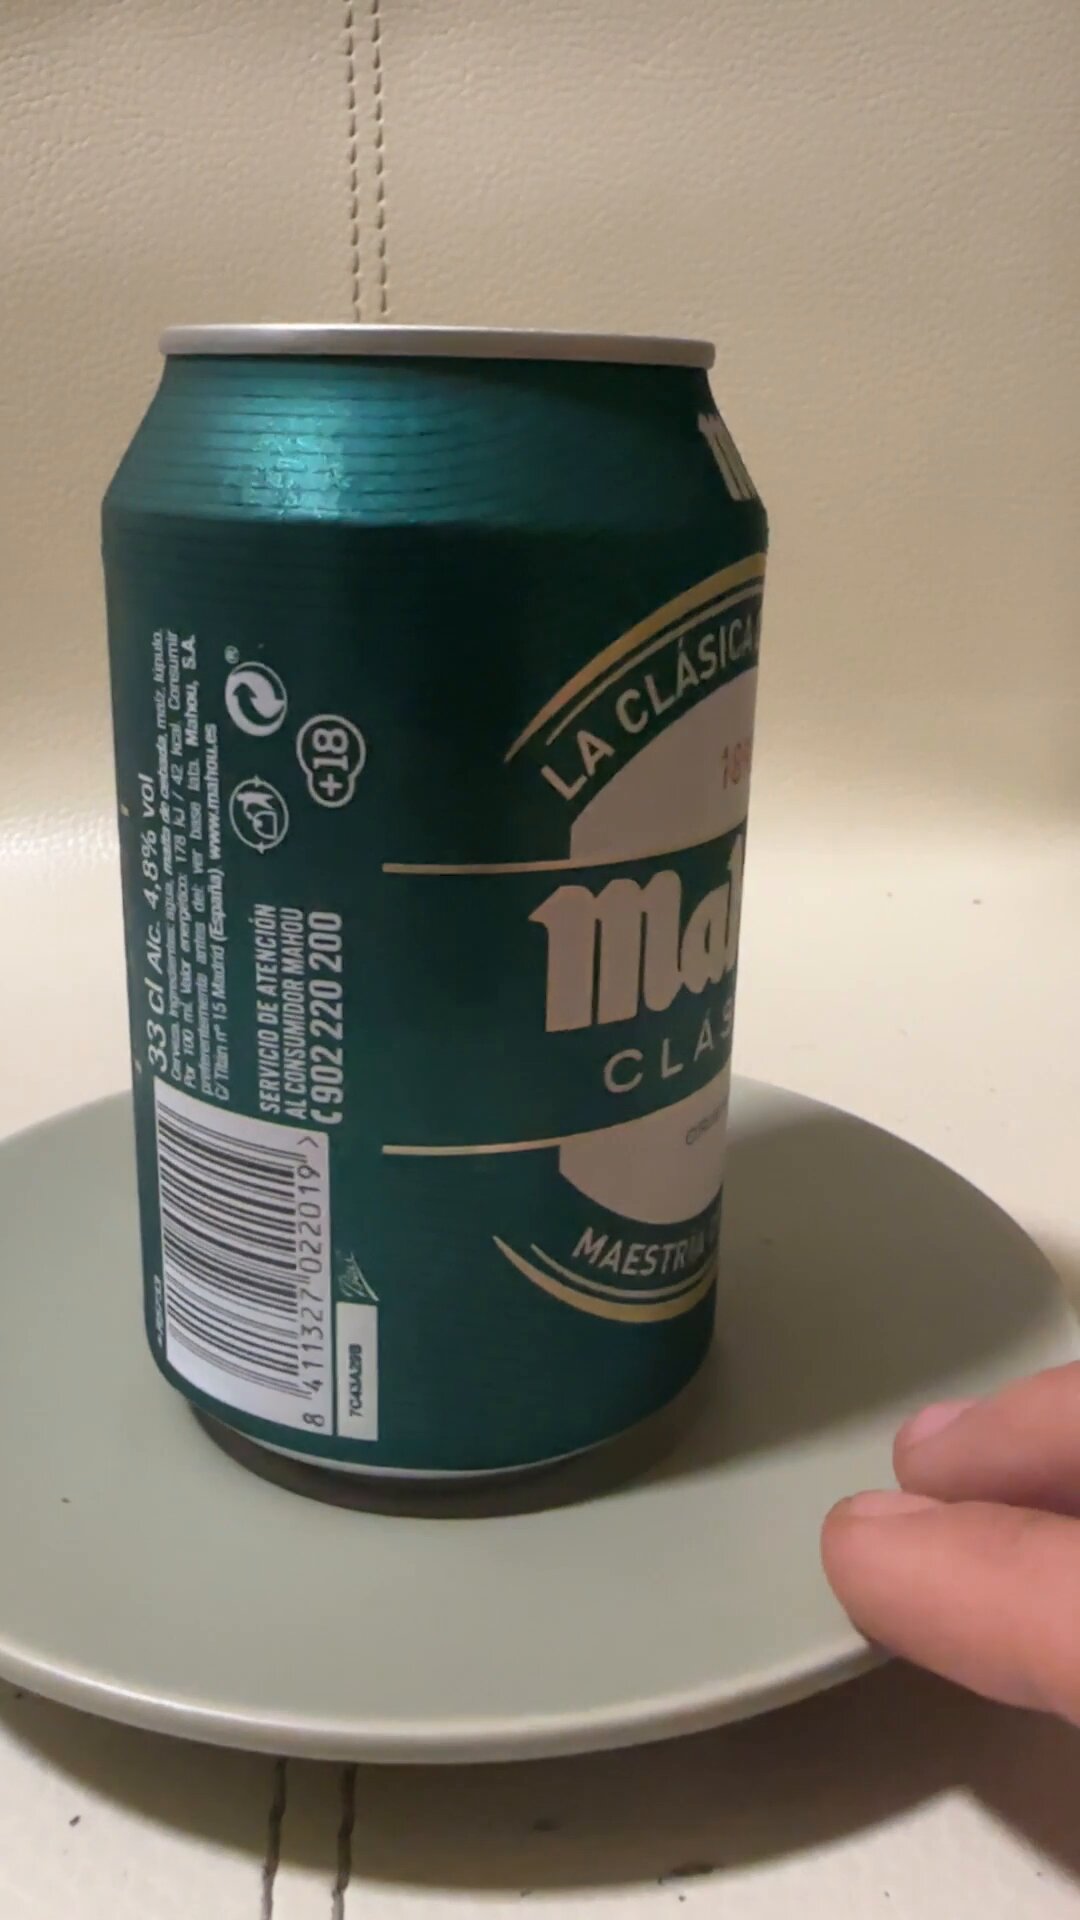 33 cl Alc. 4,8% vol
Cerveza. Ingredientes: agua, malta de cebada, maíz, lúpulo.
Por 100 ml. Valor energético: 178 kJ / 42 kcal. Consumir
preferentemente antes del: ver base lata. Mahou, S.A.
C/ Titán nº 15 Madrid (España). www.mahou.es
®
+18
SERVICIO DE ATENCIÓN
AL CONSUMIDOR MAHOU
902 220 200
8 411327 022019 >
7C43A29B
LA CLÁSICA
Mah
CLÁS
MAESTRÍA